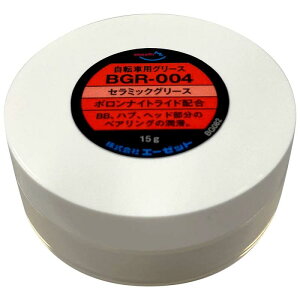 自転車用グリース
BGR-004
セラミックグリース
ボロンナイトライド配合
BB、ハブ、ヘッド部分の
ベアリングの潤滑。
15g
株式会社エーゼット
BG082